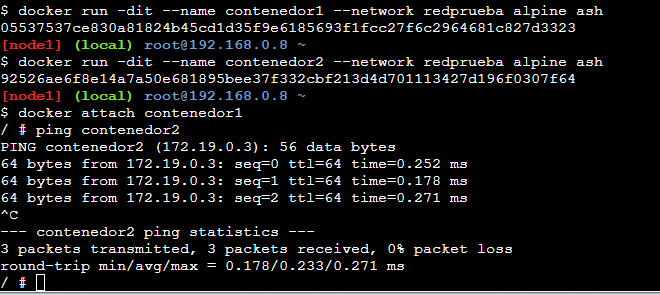 $ docker run -dit --name contenedor1 --network redprueba alpine ash
05537537ce830a81824b45cd1d35f9e6185693f1fcc27f6c2964681c827d3323
[node1] (local) root@192.168.0.8 ~
$ docker run -dit --name contenedor2 --network redprueba alpine ash
92526ae6f8e14a7a50e681895bee37f332cbf213d4d701113427d196f0307f64
[node1] (local) root@192.168.0.8 ~
$ docker attach contenedor1
/ # ping contenedor2
PING contenedor2 (172.19.0.3): 56 data bytes
64 bytes from 172.19.0.3: seq=0 ttl=64 time=0.252 ms
64 bytes from 172.19.0.3: seq=1 ttl=64 time=0.178 ms
64 bytes from 172.19.0.3: seq=2 ttl=64 time=0.271 ms
^C
--- contenedor2 ping statistics ---
3 packets transmitted, 3 packets received, 0% packet loss
round-trip min/avg/max = 0.178/0.233/0.271 ms
/ #